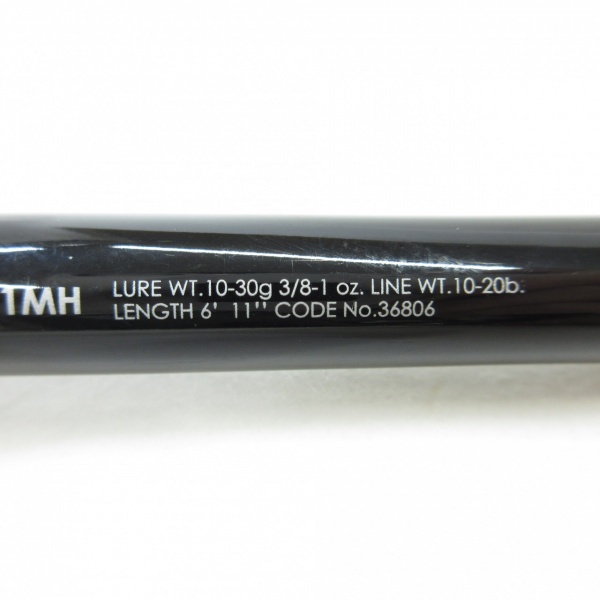 TMH LURE WT.10-30g 3/8-1 oz. LINE WT.10-20b.
LENGTH 6' 11'' CODE No.36806